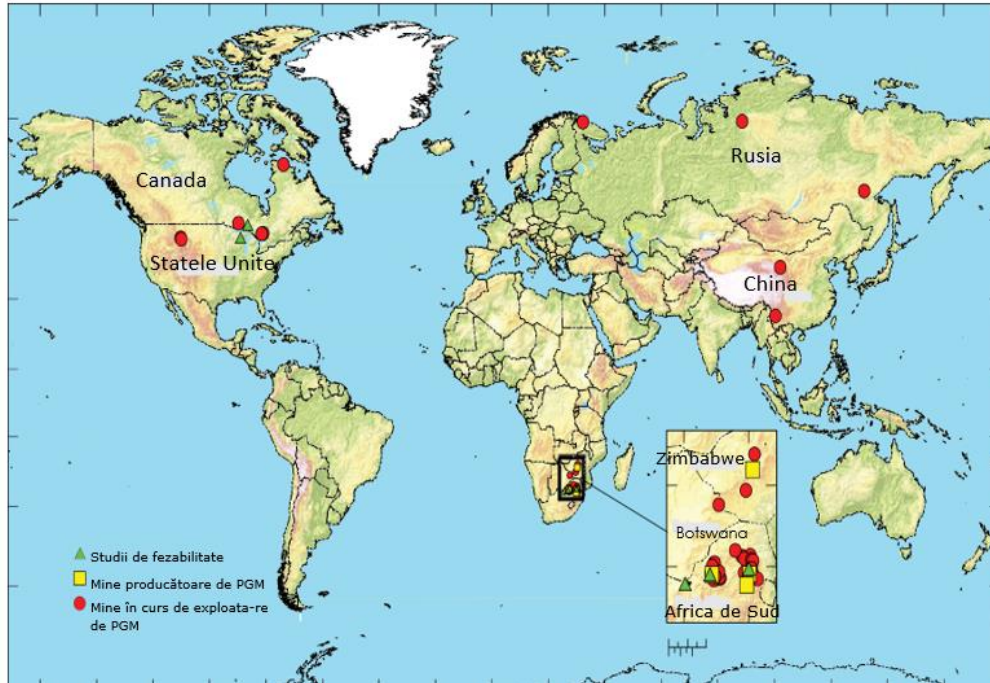 Canada
Rusia
Statele Unite
China
Zimbabwe
Botswana
Africa de Sud
Studii de fezabilitate
Mine producătoare de PGM
Mine în curs de exploata-re
de PGM